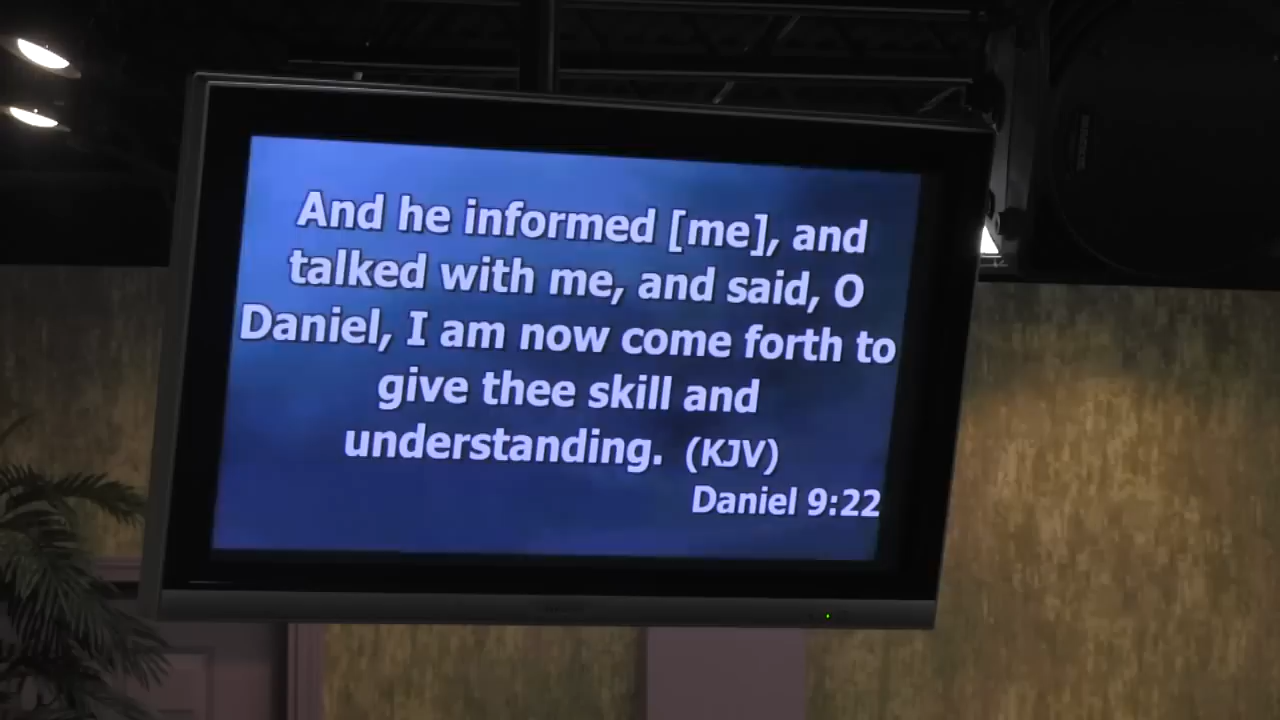 And he informed [me], and
talked with me, and said, O
Daniel, I am now come forth to
give thee skill and
understanding. (KJV)
Daniel 9:22